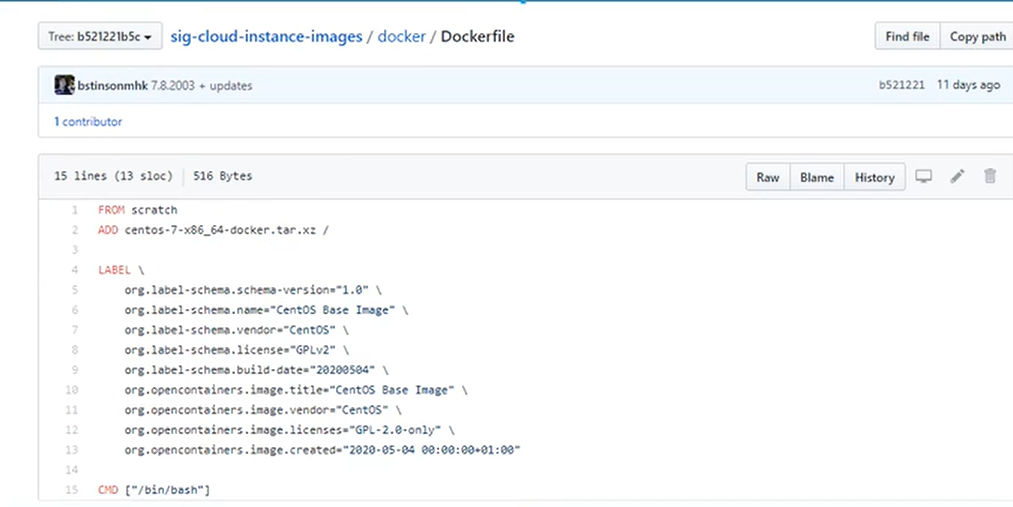 Tree: b521221b5c sig-cloud-instance-images / docker / Dockerfile Find file Copy path
bstinsonmhk 7.8.2003 + updates b521221 11 days ago
1 contributor
15 lines (13 sloc) 516 Bytes Raw Blame History
1 FROM scratch
2 ADD centos-7-x86_64-docker.tar.xz /
3
4 LABEL \
5 org.label-schema.schema-version="1.0" \
6 org.label-schema.name="CentOS Base Image" \
7 org.label-schema.vendor="CentOS" \
8 org.label-schema.license="GPLv2" \
9 org.label-schema.build-date="20200504" \
10 org.opencontainers.image.title="CentOS Base Image" \
11 org.opencontainers.image.vendor="CentOS" \
12 org.opencontainers.image.licenses="GPL-2.0-only" \
13 org.opencontainers.image.created="2020-05-04 00:00:00+01:00"
14
15 CMD ["/bin/bash"]